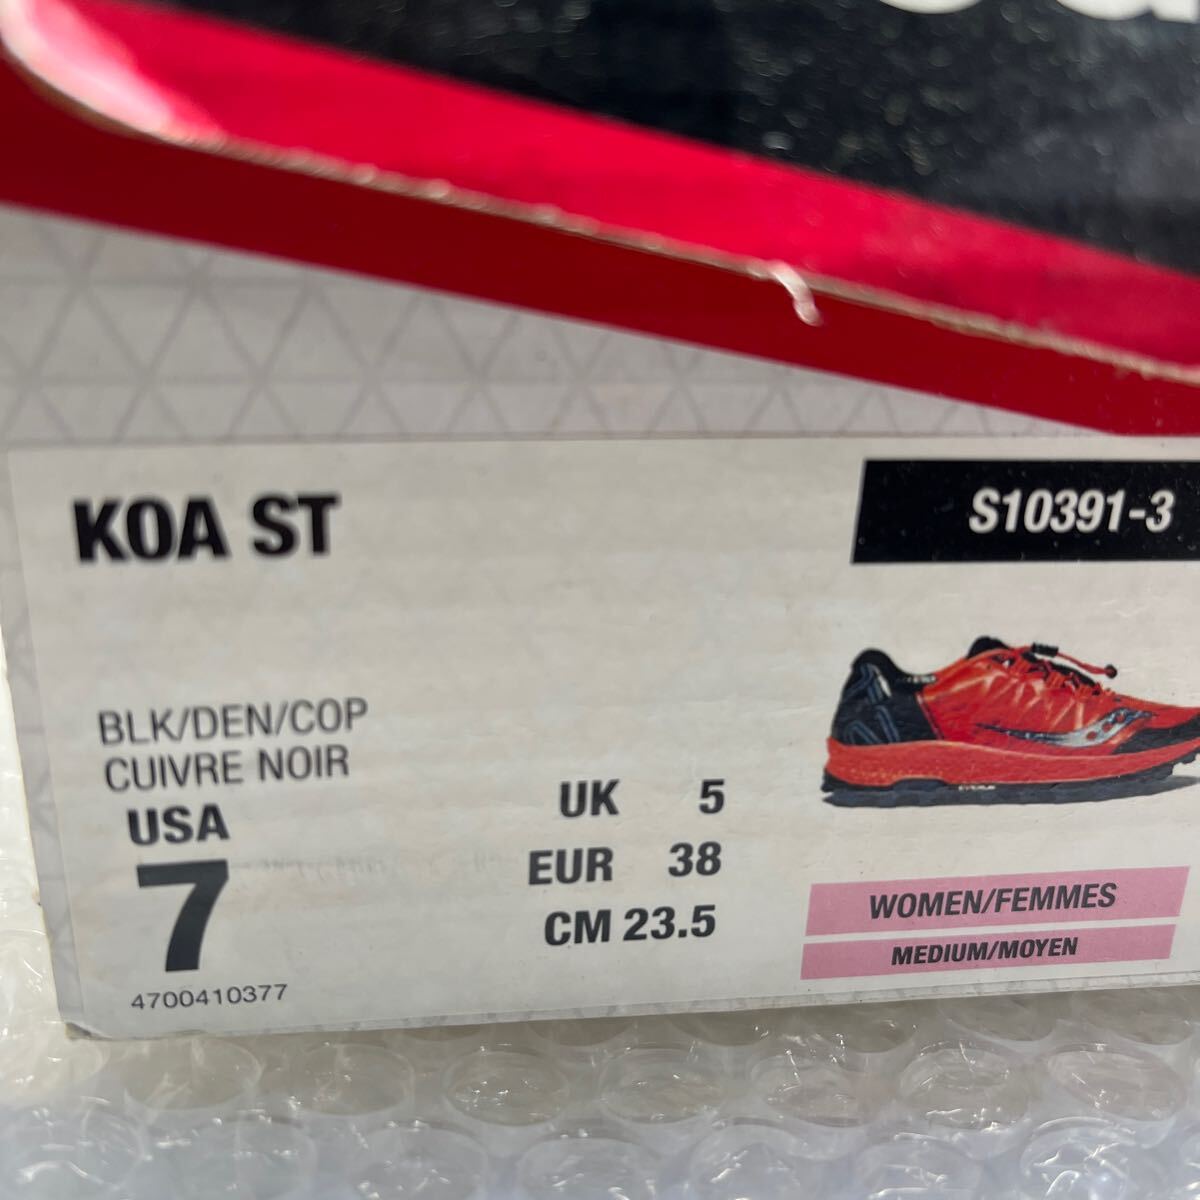 KOA ST
S10391-3
BLK/DEN/COP
CUIVRE NOIR
USA
7
UK 5
EUR 38
CM 23.5
WOMEN/FEMMES
MEDIUM/MOYEN
4700410377